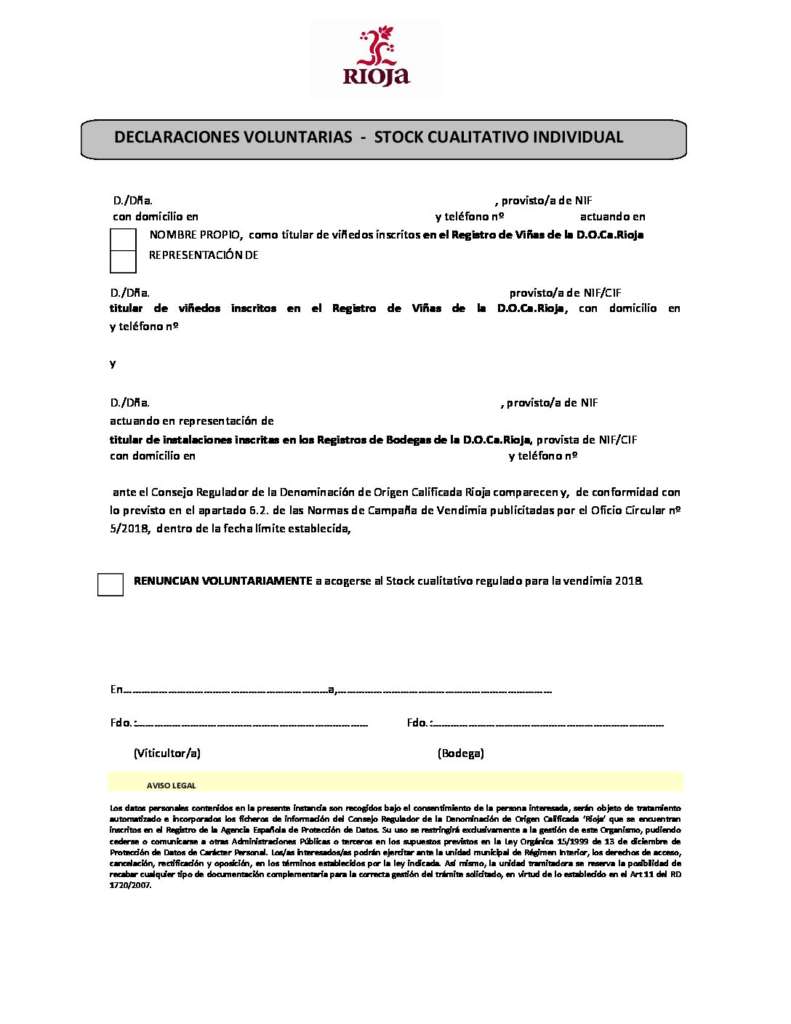 RIOJa
DECLARACIONES VOLUNTARIAS - STOCK CUALITATIVO INDIVIDUAL
D./Dña. , provisto/a de NIF
con domicilio en y teléfono nº actuando en
NOMBRE PROPIO, como titular de viñedos inscritos en el Registro de Viñas de la D.O.Ca.Rioja
REPRESENTACIÓN DE
D./Dña. provisto/a de NIF/CIF
titular de viñedos inscritos en el Registro de Viñas de la D.O.Ca.Rioja, con domicilio en
y teléfono nº
y
D./Dña. , provisto/a de NIF
actuando en representación de
titular de instalaciones inscritas en los Registros de Bodegas de la D.O.Ca.Rioja, provista de NIF/CIF
con domicilio en y teléfono nº
ante el Consejo Regulador de la Denominación de Origen Calificada Rioja comparecen y, de conformidad con
lo previsto en el apartado 6.2. de las Normas de Campaña de Vendimia publicitadas por el Oficio Circular nº
5/2018, dentro de la fecha límite establecida,
RENUNCIAN VOLUNTARIAMENTE a acogerse al Stock cualitativo regulado para la vendimia 2018.
En........................................................................a,...........................................................................
Fdo.:................................................................................. Fdo.:.................................................................................
(Viticultor/a) (Bodega)
AVISO LEGAL
Los datos personales contenidos en la presente instancia son recogidos bajo el consentimiento de la persona interesada, serán objeto de tratamiento
automatizado e incorporados los ficheros de información del Consejo Regulador de la Denominación de Origen Calificada 'Rioja' que se encuentran
inscritos en el Registro de la Agencia Española de Protección de Datos. Su uso se restringirá exclusivamente a la gestión de este Organismo, pudiendo
cederse o comunicarse a otras Administraciones Públicas o terceros en los supuestos previstos en la Ley Orgánica 15/1999 de 13 de diciembre de
Protección de Datos de Carácter Personal. Los/as interesados/as podrán ejercitar ante la unidad municipal de Régimen Interior, los derechos de acceso,
cancelación, rectificación y oposición, en los términos establecidos por la ley indicada. Así mismo, la unidad tramitadora se reserva la posibilidad de
recabar cualquier tipo de documentación complementaria para la correcta gestión del trámite solicitado, en virtud de lo establecido en el Art 11 del RD
1720/2007.